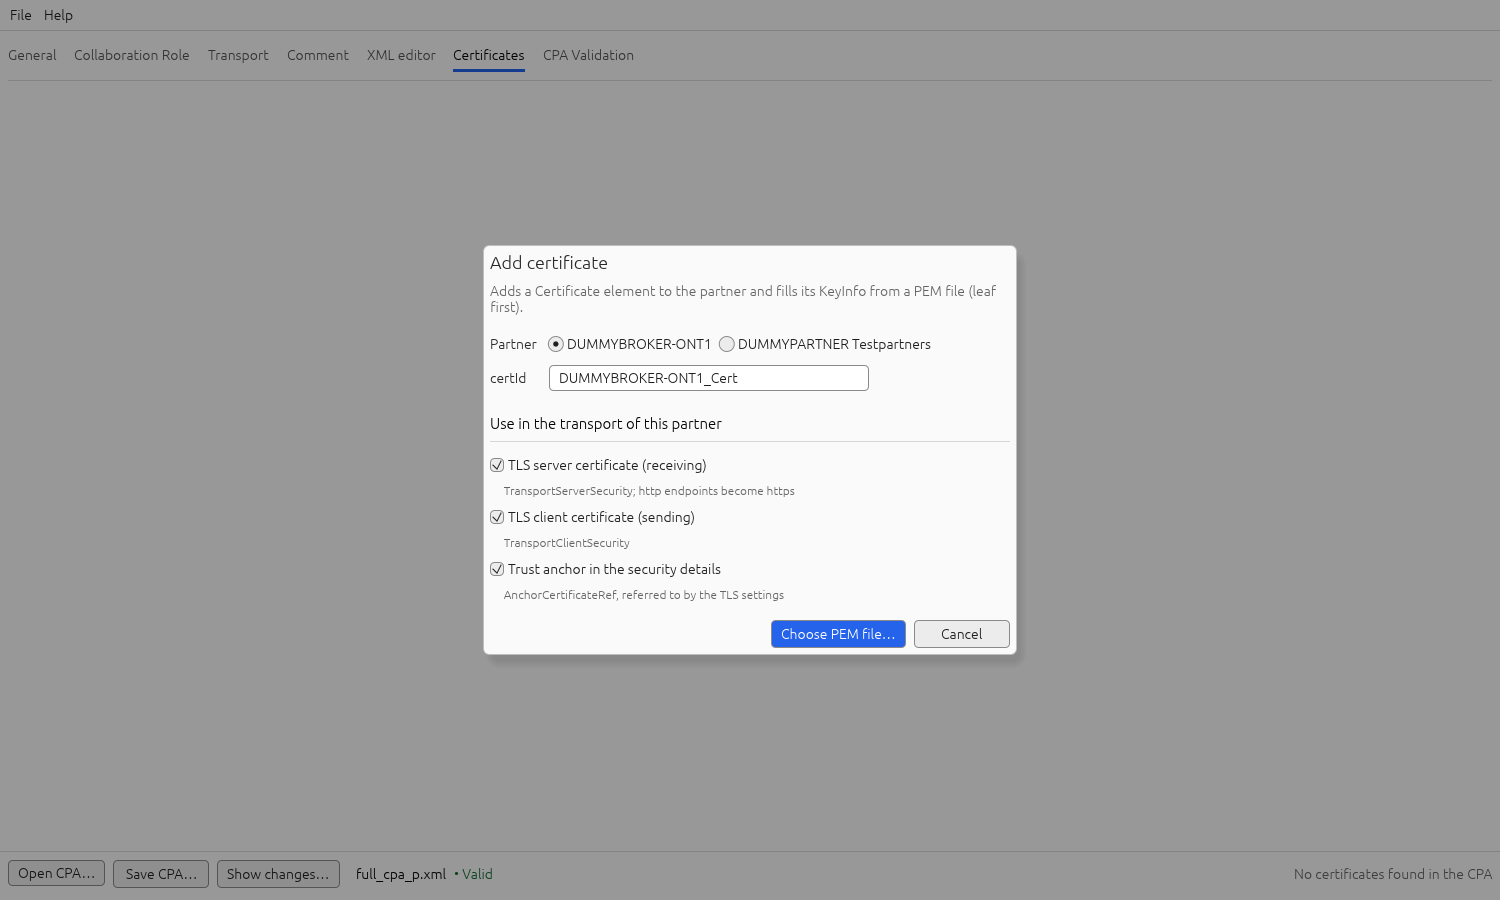 File Help
General Collaboration Role Transport Comment XML editor Certificates CPA Validation
Add certificate
Adds a Certificate element to the partner and fills its KeyInfo from a PEM file (leaf
first).
Partner DUMMYBROKER-ONT1 DUMMYPARTNER Testpartners
certId DUMMYBROKER-ONT1_Cert
Use in the transport of this partner
TLS server certificate (receiving)
TransportServerSecurity; http endpoints become https
TLS client certificate (sending)
TransportClientSecurity
Trust anchor in the security details
AnchorCertificateRef, referred to by the TLS settings
Choose PEM file... Cancel
Open CPA... Save CPA... Show changes... full_cpa_p.xml • Valid No certificates found in the CPA